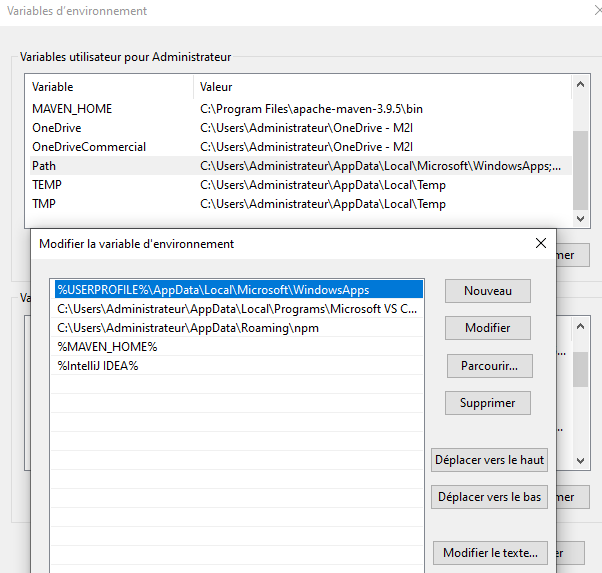 Variables d'environnement
Variables utilisateur pour Administrateur
Variable Valeur
MAVEN_HOME C:\Program Files\apache-maven-3.9.5\bin
OneDrive C:\Users\Administrateur\OneDrive - M2I
OneDriveCommercial C:\Users\Administrateur\OneDrive - M2I
Path C:\Users\Administrateur\AppData\Local\Microsoft\WindowsApps;...
TEMP C:\Users\Administrateur\AppData\Local\Temp
TMP C:\Users\Administrateur\AppData\Local\Temp
Modifier la variable d'environnement
%USERPROFILE%\AppData\Local\Microsoft\WindowsApps
C:\Users\Administrateur\AppData\Local\Programs\Microsoft VS C...
C:\Users\Administrateur\AppData\Roaming\npm
%MAVEN_HOME%
%IntelliJ IDEA%
Nouveau
Modifier
Parcourir...
Supprimer
Déplacer vers le haut
Déplacer vers le bas
Modifier le texte...